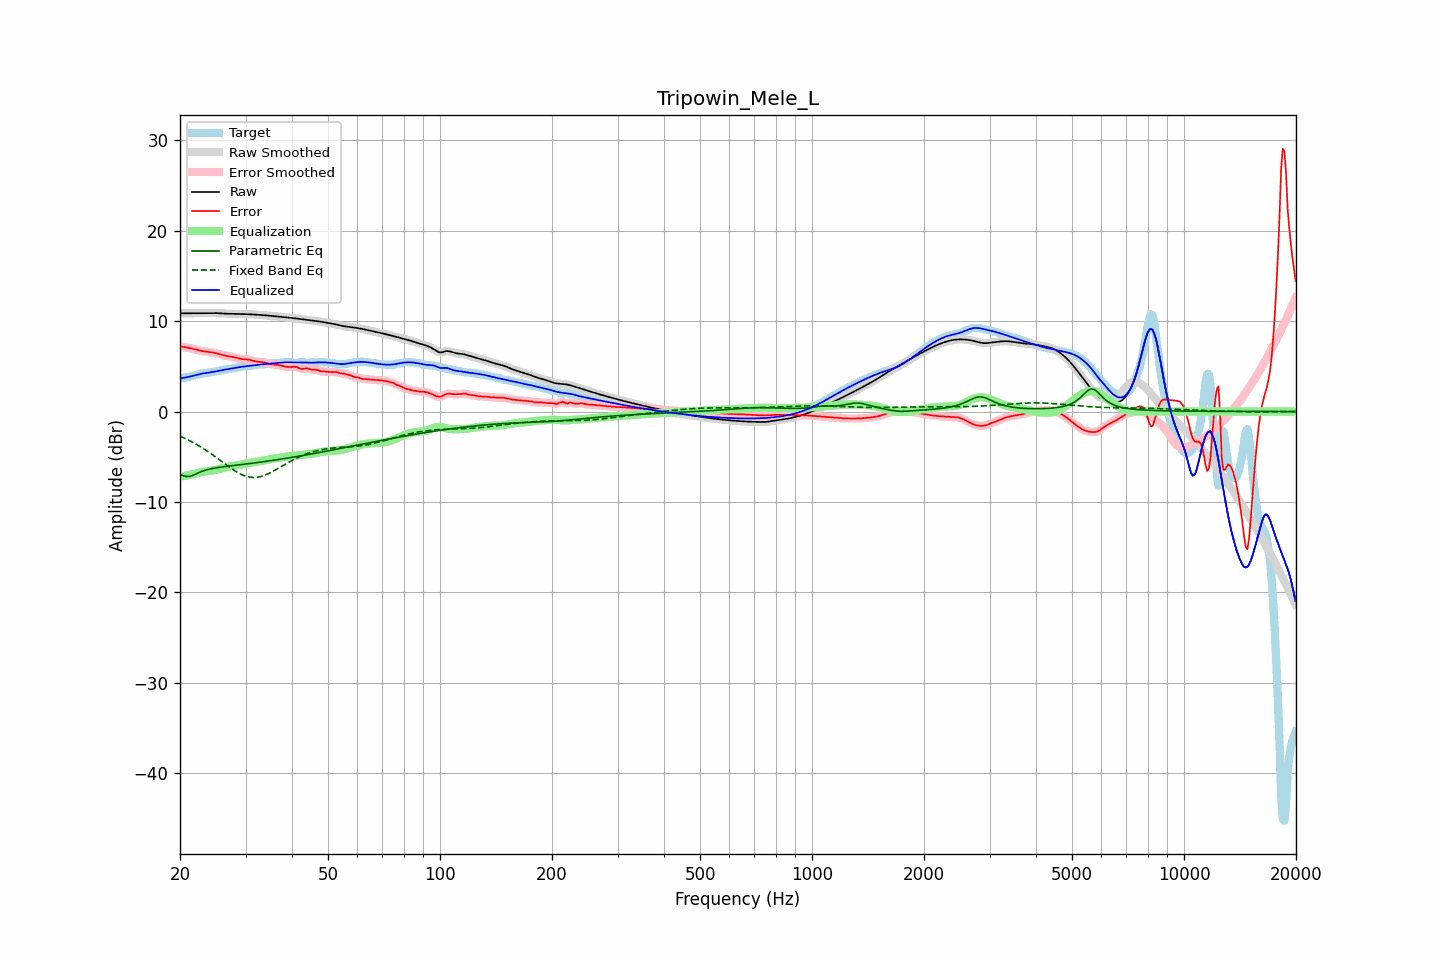 Tripowin_Mele_L
Target
Raw Smoothed
Error Smoothed
Raw
Error
Equalization
Parametric Eq
Fixed Band Eq
Equalized
30
20
10
0
−10
−20
−30
−40
Amplitude (dBr)
20 50 100 200 500 1000 2000 5000 10000 20000
Frequency (Hz)